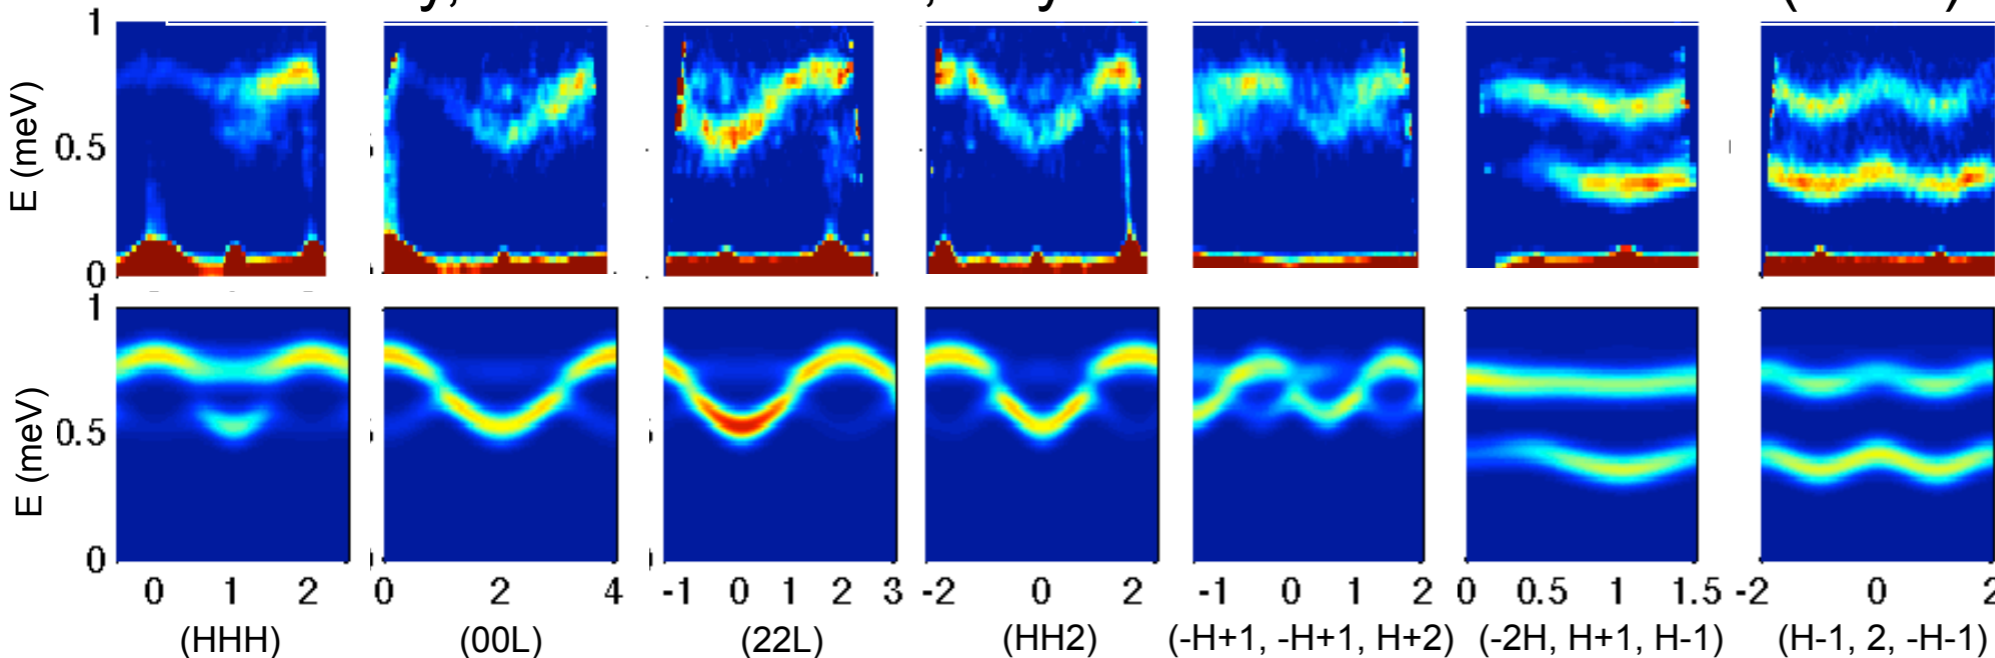 1
0.5
0
E (meV)
1
0.5
0
E (meV)
0 1 2
0 2 4
-1 0 1 2 3
-2 0 2
-1 0 1 2
0 0.5 1 1.5
-2 0 2
(HHH)
(00L)
(22L)
(HH2)
(-H+1, -H+1, H+2)
(-2H, H+1, H-1)
(H-1, 2, -H-1)